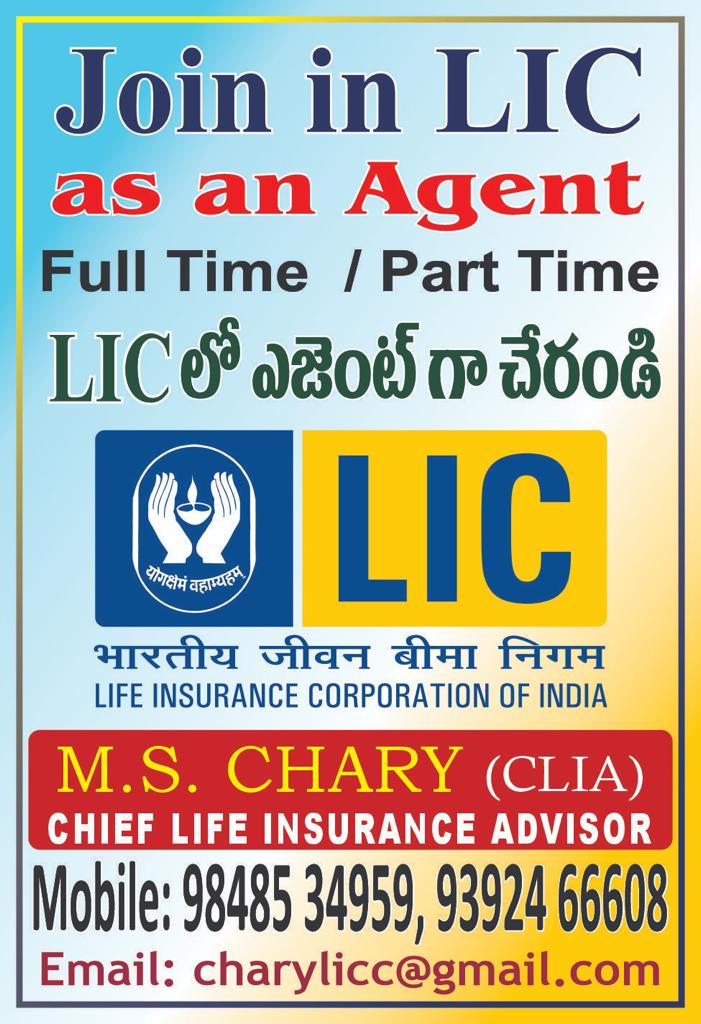 Join in LIC
as an Agent
Full Time / Part Time
LIC లో ఎజెంట్ గా చేరండి
योगक्षेमं वहाम्यहम्
LIC
भारतीय जीवन बीमा निगम
LIFE INSURANCE CORPORATION OF INDIA
M.S. CHARY (CLIA)
CHIEF LIFE INSURANCE ADVISOR
Mobile: 98485 34959, 93924 66608
Email: charylicc@gmail.com